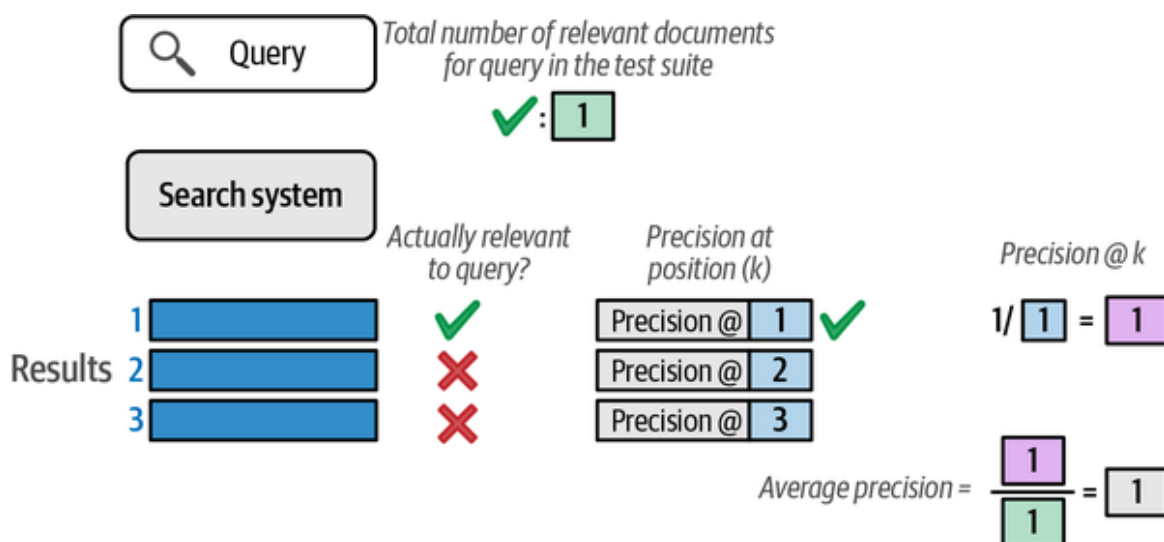 Query
Total number of relevant documents
for query in the test suite
: 1
Search system
Actually relevant
to query?
Precision at
position (k)
Precision @ k
Results
1
Precision @ 1
1/ 1 = 1
2
Precision @ 2
3
Precision @ 3
Average precision =
1
1
= 1